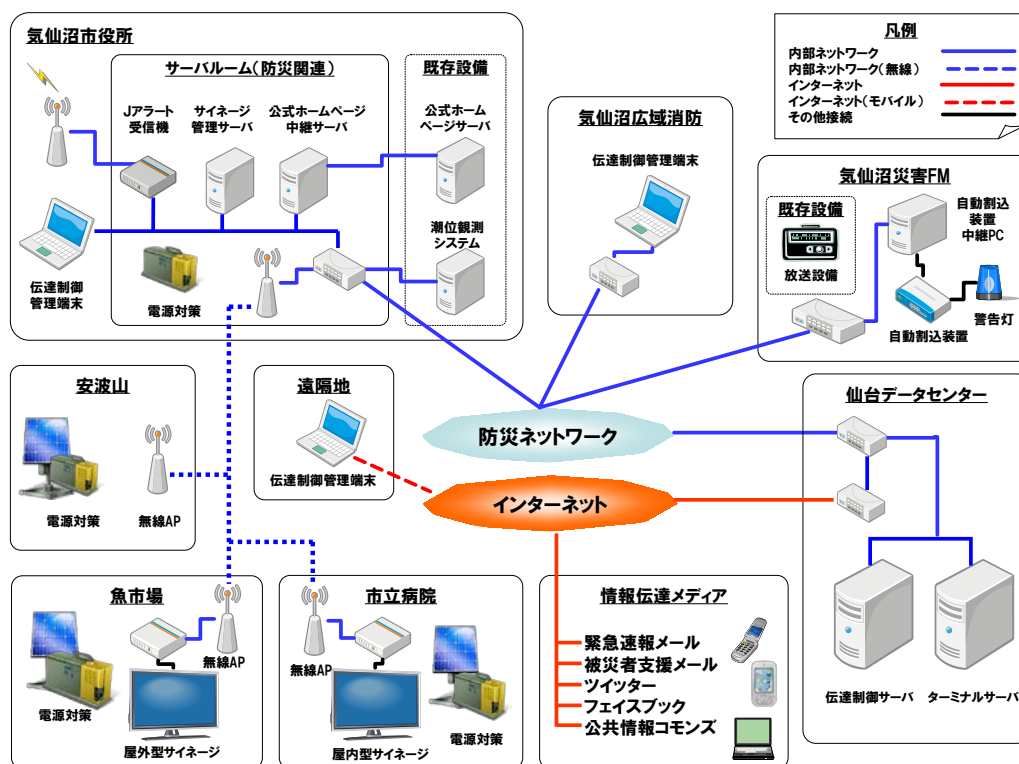 気仙沼市役所
サーバルーム(防災関連)
Jアラート
受信機
サイネージ
管理サーバ
公式ホームページ
中継サーバ
既存設備
公式ホーム
ページサーバ
潮位観測
システム
伝達制御
管理端末
電源対策
気仙沼広域消防
伝達制御管理端末
凡例
内部ネットワーク
内部ネットワーク(無線)
インターネット
インターネット(モバイル)
その他接続
気仙沼災害FM
既存設備
放送設備
自動割込
装置
中継PC
自動割込装置
警告灯
安波山
電源対策
無線AP
遠隔地
伝達制御管理端末
防災ネットワーク
インターネット
仙台データセンター
伝達制御サーバ
ターミナルサーバ
魚市場
電源対策
無線AP
屋外型サイネージ
市立病院
無線AP
屋内型サイネージ
電源対策
情報伝達メディア
緊急速報メール
被災者支援メール
ツイッター
フェイスブック
公共情報コモンズ